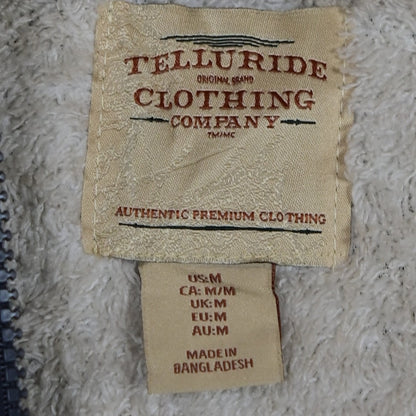 TELLURIDE
ORIGINAL BRAND
CLOTHING
COMPANY
TM/MC
AUTHENTIC PREMIUM CLOTHING
US:M
CA: M/M
UK:M
EU:M
AU:M
MADE IN
BANGLADESH